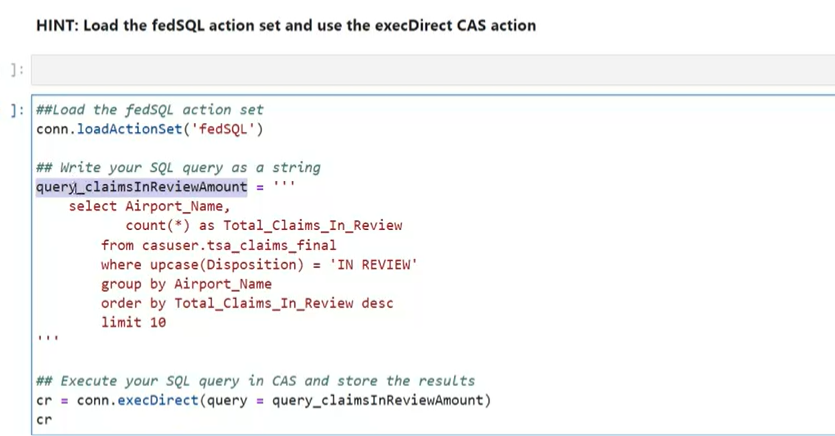 HINT: Load the fedSQL action set and use the execDirect CAS action
]:
]: ##Load the fedSQL action set
conn.loadActionSet('fedSQL')
## Write your SQL query as a string
query_claimsInReviewAmount = '''
select Airport_Name,
count(*) as Total_Claims_In_Review
from casuser.tsa_claims_final
where upcase(Disposition) = 'IN REVIEW'
group by Airport_Name
order by Total_Claims_In_Review desc
limit 10
'''
## Execute your SQL query in CAS and store the results
cr = conn.execDirect(query = query_claimsInReviewAmount)
cr